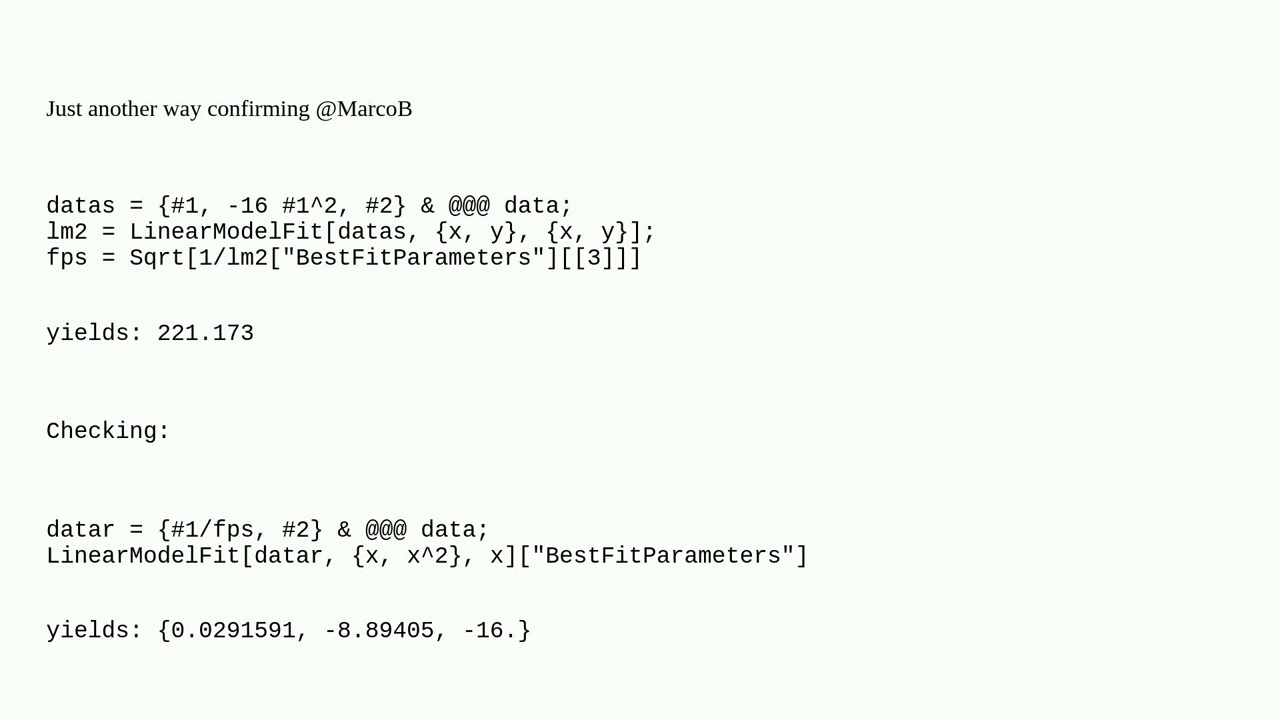 Just another way confirming @MarcoB
datas = {#1, -16 #1^2, #2} & @@@ data;
lm2 = LinearModelFit[datas, {x, y}, {x, y}];
fps = Sqrt[1/lm2["BestFitParameters"][[3]]]
yields: 221.173
Checking:
datar = {#1/fps, #2} & @@@ data;
LinearModelFit[datar, {x, x^2}, x]["BestFitParameters"]
yields: {0.0291591, -8.89405, -16.}